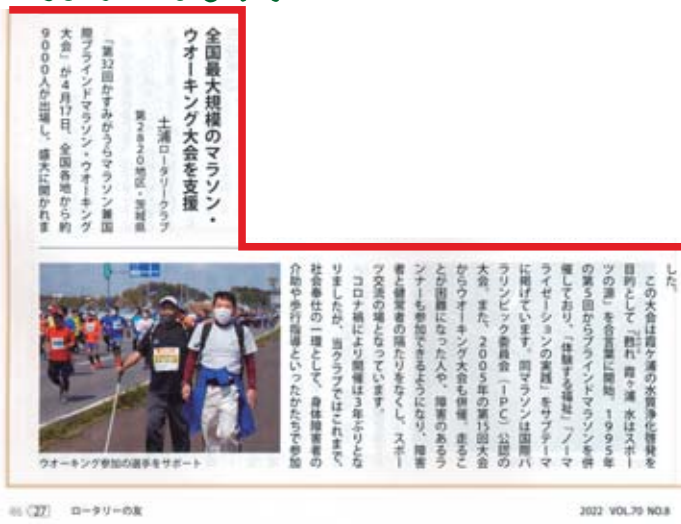 全国最大規模のマラソン・
ウオーキング大会を支援
土浦ロータリークラブ
第2820地区・茨城県
「第32回かすみがうらマラソン兼国
際ブラインドマラソン・ウオーキング
大会」が4月17日、全国各地から約
9000人が出場し、盛大に開かれま
した。
この大会は霞ヶ浦の水質浄化啓発を
目的として「甦れ 霞ヶ浦 水はスポー
ツの源」を合言葉に開始。1995年
の第5回からブラインドマラソンを併
催しており、「体験する福祉」「ノーマ
ライゼーションの実践」をサブテーマ
に掲げています。同マラソンは国際パ
ラリンピック委員会(IPC)公認の
大会。また、2005年の第15回大会
からウオーキング大会も併催。走るこ
とが困難になった人や、障害のあるラ
ンナーも参加できるようになり、障害
者と健常者の隔たりをなくし、スポー
ツ交流の場となっています。
コロナ禍により開催は3年ぶりとな
りましたが、当クラブではこれまで、
社会奉仕の一環として、身体障害者の
介助や歩行指導といったかたちで参加
ウオーキング参加の選手をサポート
46 (27) ロータリーの友
2022 VOL.70 NO.8